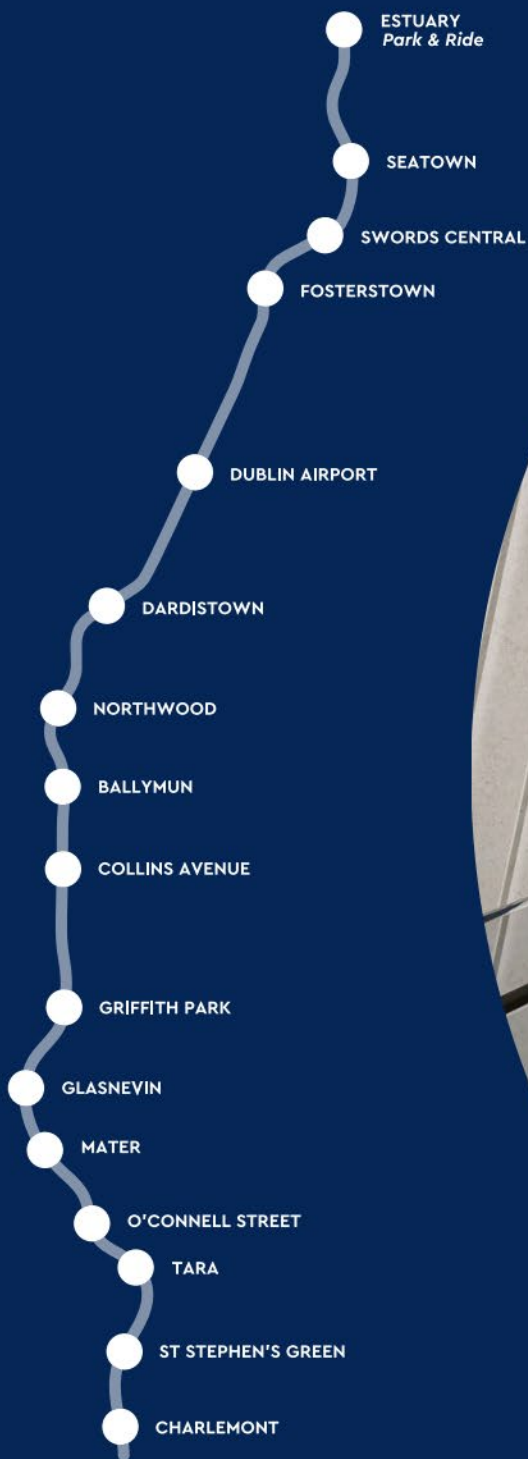 ESTUARY
Park & Ride
SEATOWN
SWORDS CENTRAL
FOSTERSTOWN
DUBLIN AIRPORT
DARDISTOWN
NORTHWOOD
BALLYMUN
COLLINS AVENUE
GRIFFITH PARK
GLASNEVIN
MATER
O'CONNELL STREET
TARA
ST STEPHEN'S GREEN
CHARLEMONT